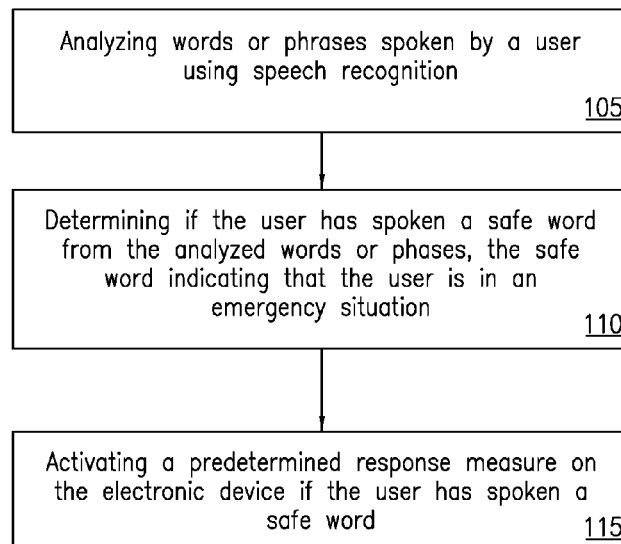 Analyzing words or phrases spoken by a user
using speech recognition
105
Determining if the user has spoken a safe word
from the analyzed words or phases, the safe
word indicating that the user is in an
emergency situation
110
Activating a predetermined response measure on
the electronic device if the user has spoken a
safe word
115